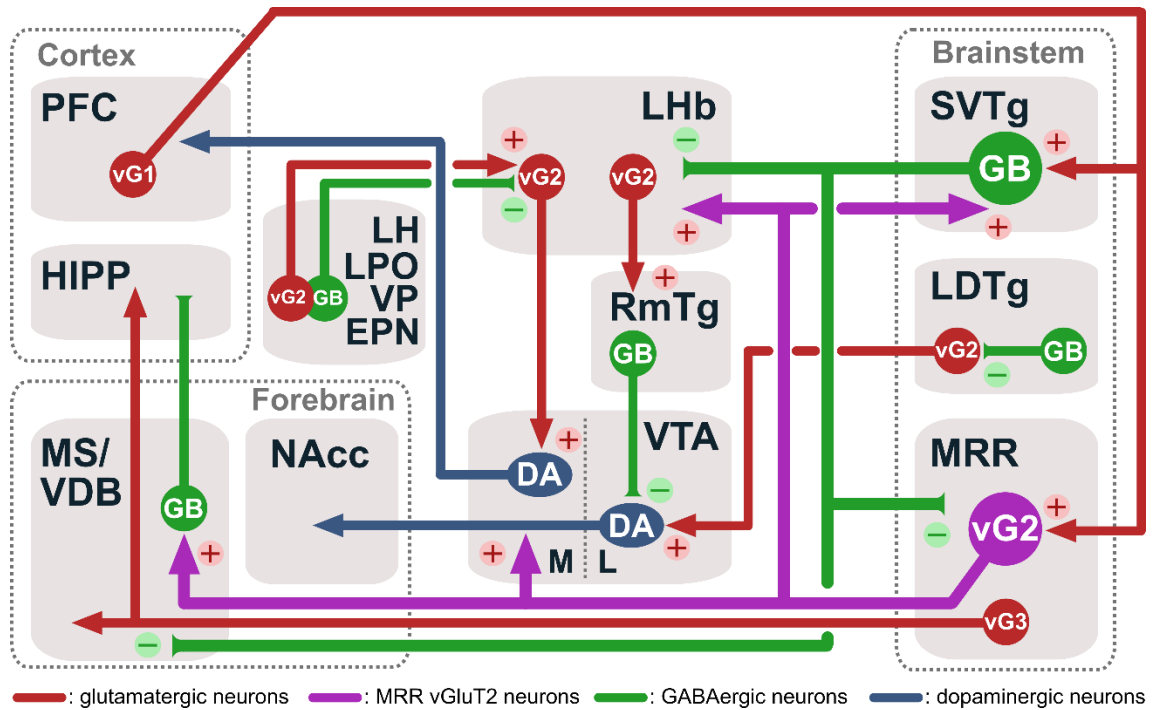 Cortex
PFC
vG1
HIPP
LH
LPO
VP
EPN
vG2
GB
LHb
+
vG2
−
vG2
−
+
+
RmTg
GB
Brainstem
SVTg
GB
+
+
LDTg
vG2
GB
−
MRR
+
vG2
−
vG3
Forebrain
MS/
VDB
GB
+
−
NAcc
VTA
+
DA
−
DA
+
+
M
L
: glutamatergic neurons
: MRR vGluT2 neurons
: GABAergic neurons
: dopaminergic neurons